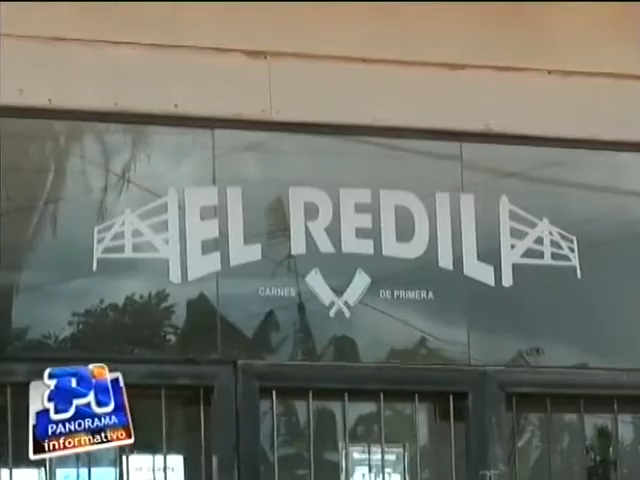 EL REDIL
CARNES DE PRIMERA
Pi
PANORAMA
informativo